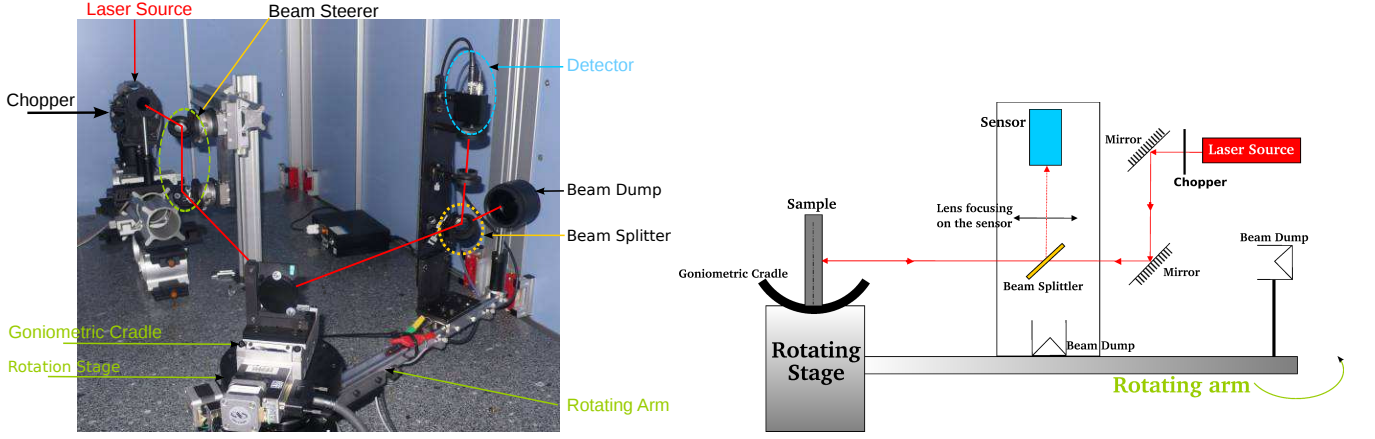 Laser Source
Beam Steerer
Chopper
Detector
Beam Dump
Beam Splitter
Goniometric Cradle
Rotation Stage
Rotating Arm
Sensor
Mirror
Laser Source
Chopper
Sample
Lens focusing
on the sensor
Beam Dump
Goniometric Cradle
Mirror
Beam Splittler
Rotating
Stage
Beam Dump
Rotating arm